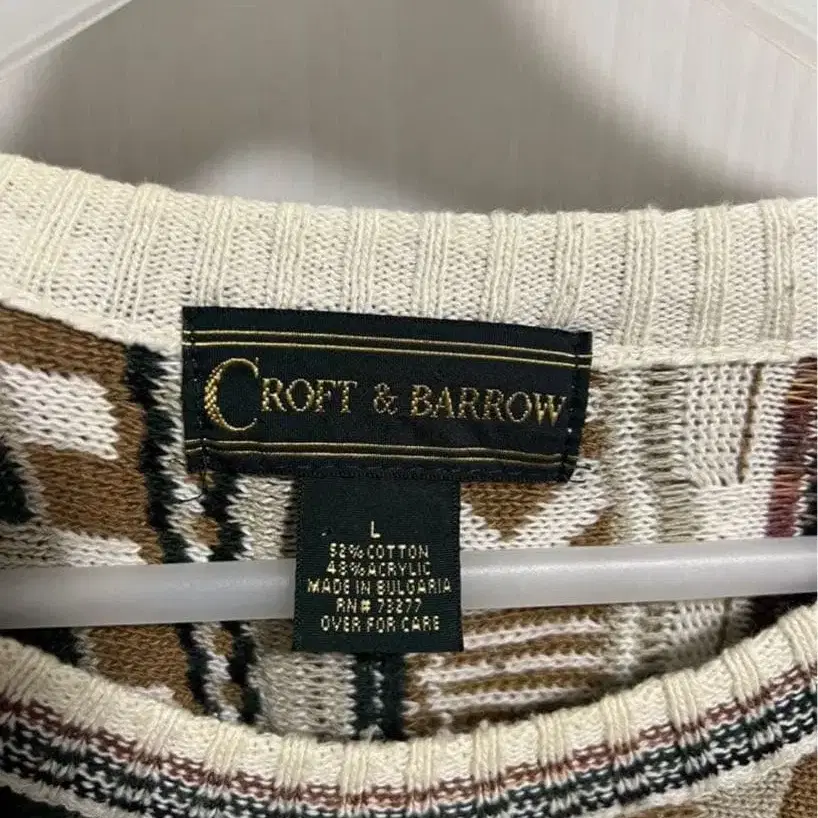 CROFT & BARROW
L
52% COTTON
48% ACRYLIC
MADE IN BULGARIA
RN# 73277
OVER FOR CARE